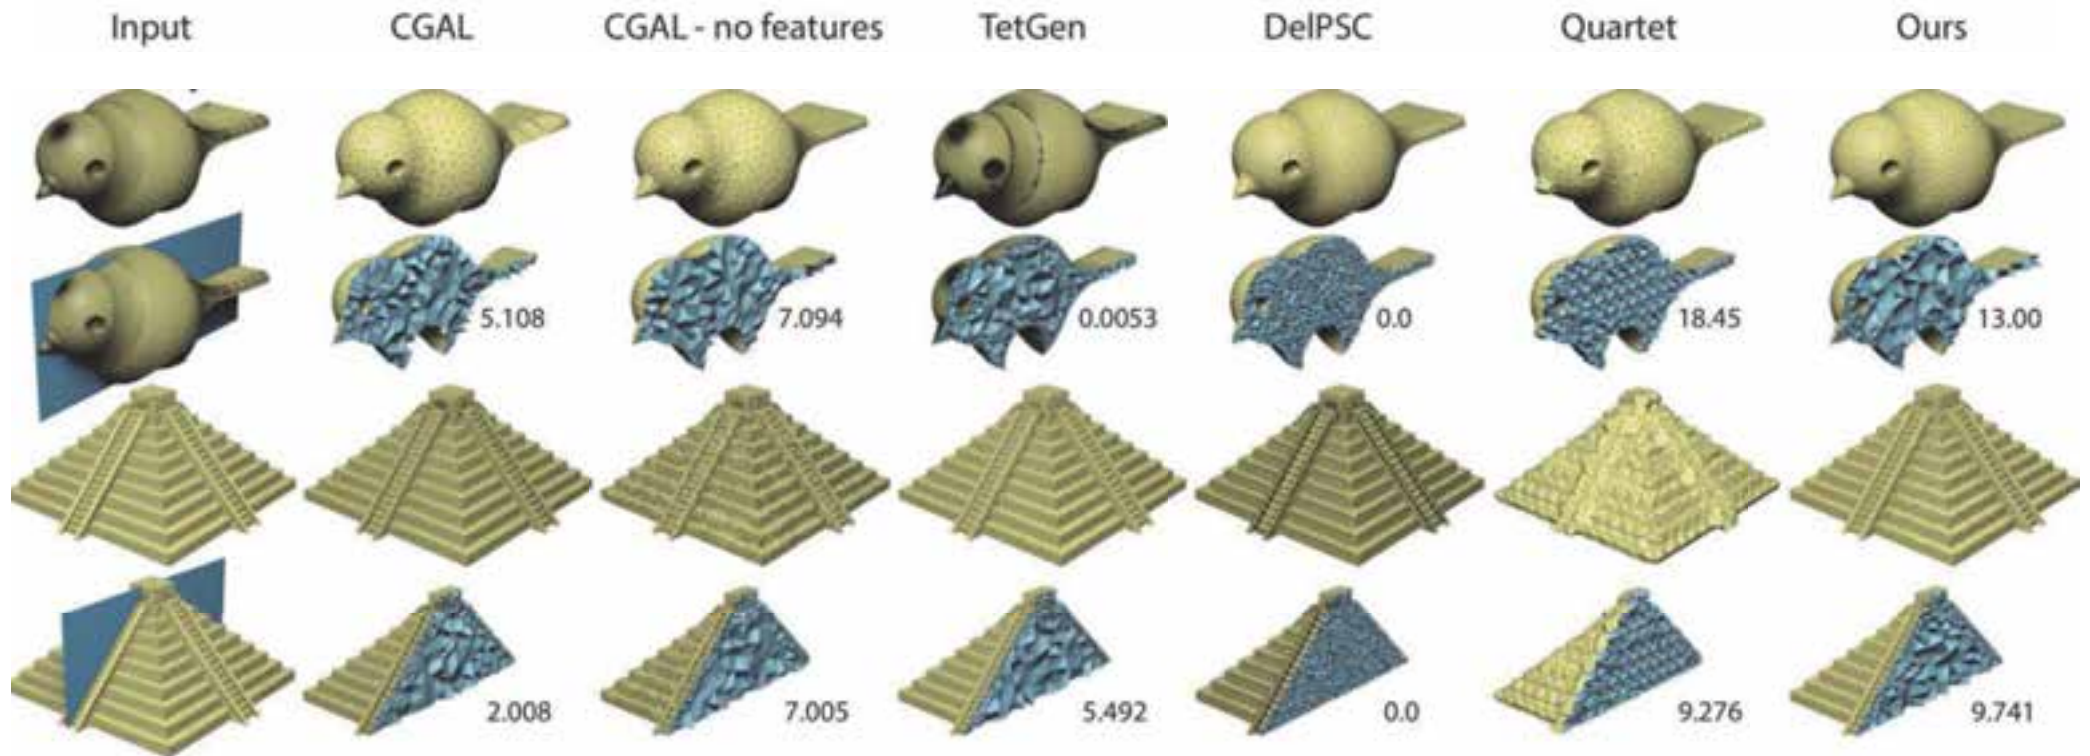 Input CGAL CGAL - no features TetGen DelPSC Quartet Ours
5.108 7.094 0.0053 0.0 18.45 13.00
2.008 7.005 5.492 0.0 9.276 9.741